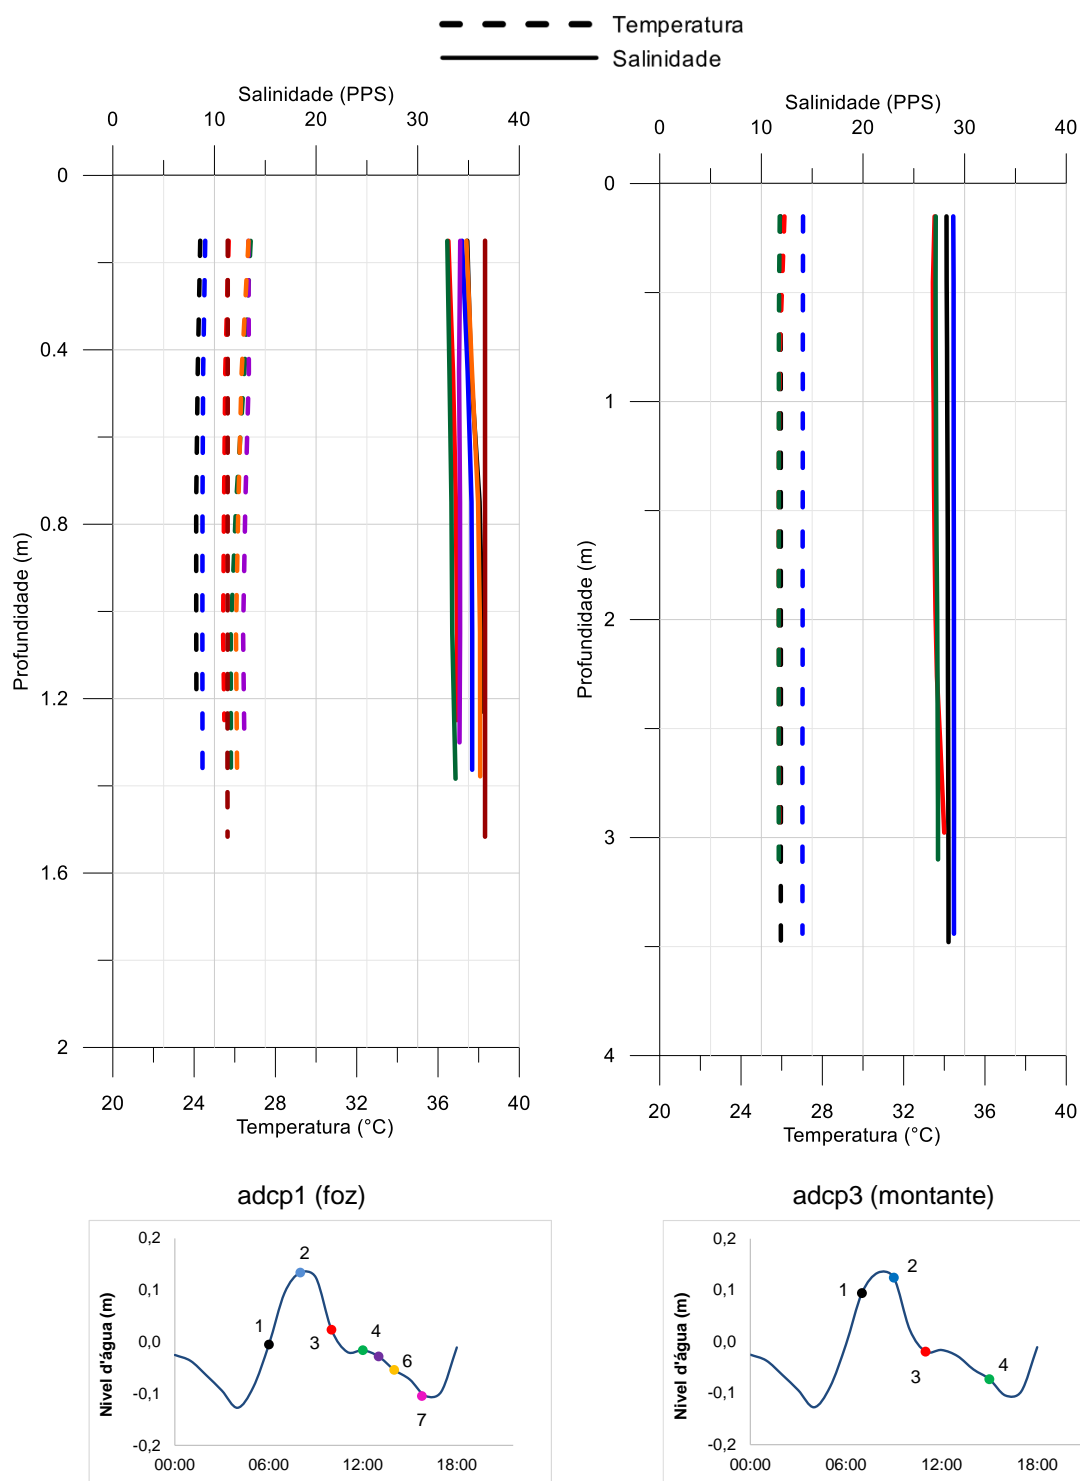 Temperatura
Salinidade
Salinidade (PPS)
0 10 20 30 40
0
0.4
0.8
1.2
1.6
2
Profundidade (m)
20 24 28 32 36 40
Temperatura (°C)
Salinidade (PPS)
0 10 20 30 40
0
1
2
3
4
Profundidade (m)
20 24 28 32 36 40
Temperatura (°C)
adcp1 (foz)
0,2
0,1
0,0
-0,1
-0,2
Nivel d'água (m)
1
2
3
4
6
7
00:00 06:00 12:00 18:00
adcp3 (montante)
0,2
0,1
0,0
-0,1
-0,2
Nivel d'água (m)
1
2
3
4
00:00 06:00 12:00 18:00